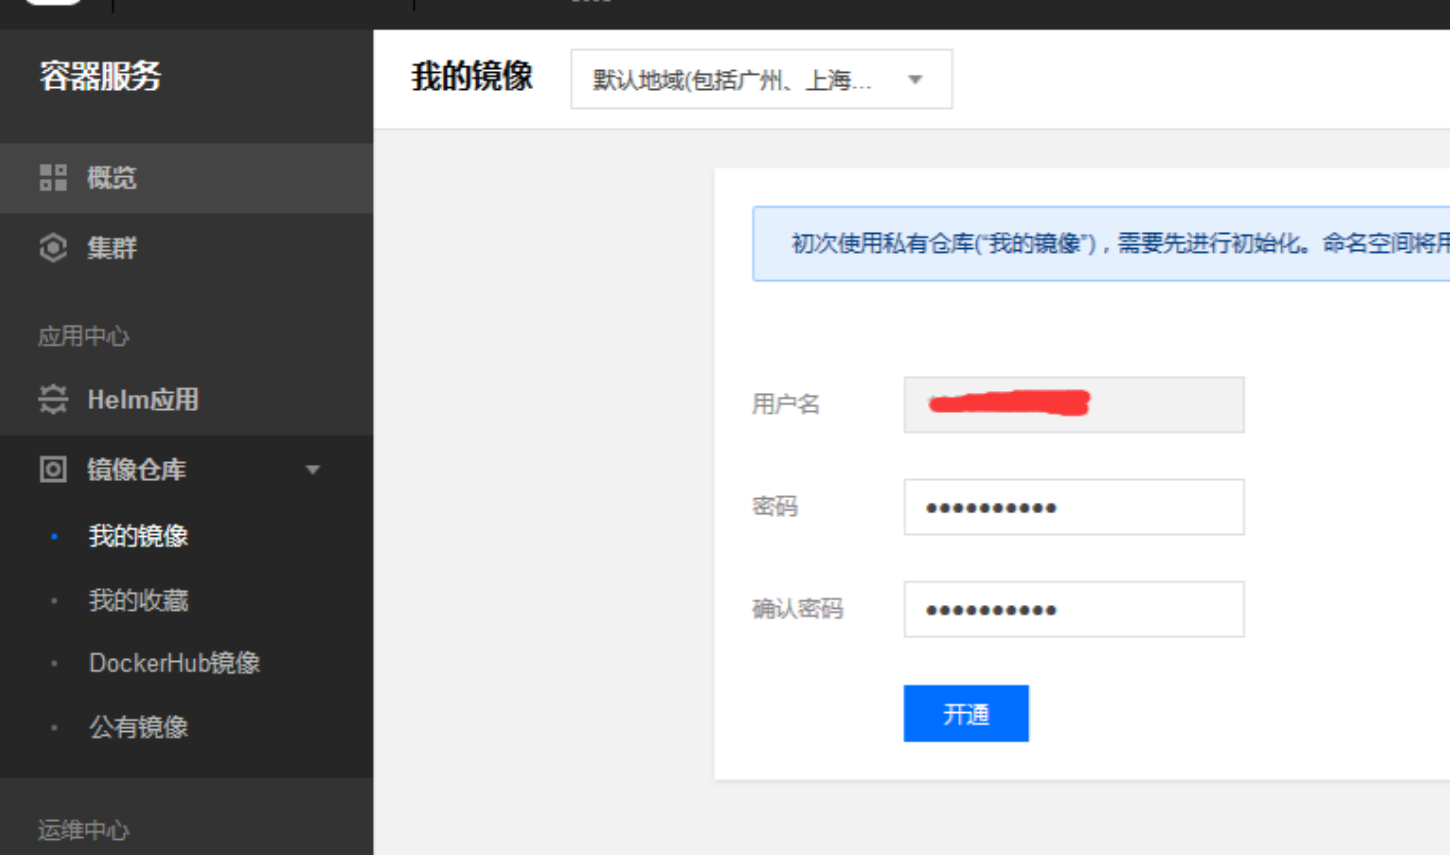 容器服务
我的镜像
默认地域(包括广州、上海...
概览
集群
初次使用私有仓库(“我的镜像”)，需要先进行初始化。命名空间将用
应用中心
Helm应用
用户名
镜像仓库
密码
我的镜像
我的收藏
确认密码
DockerHub镜像
开通
公有镜像
运维中心